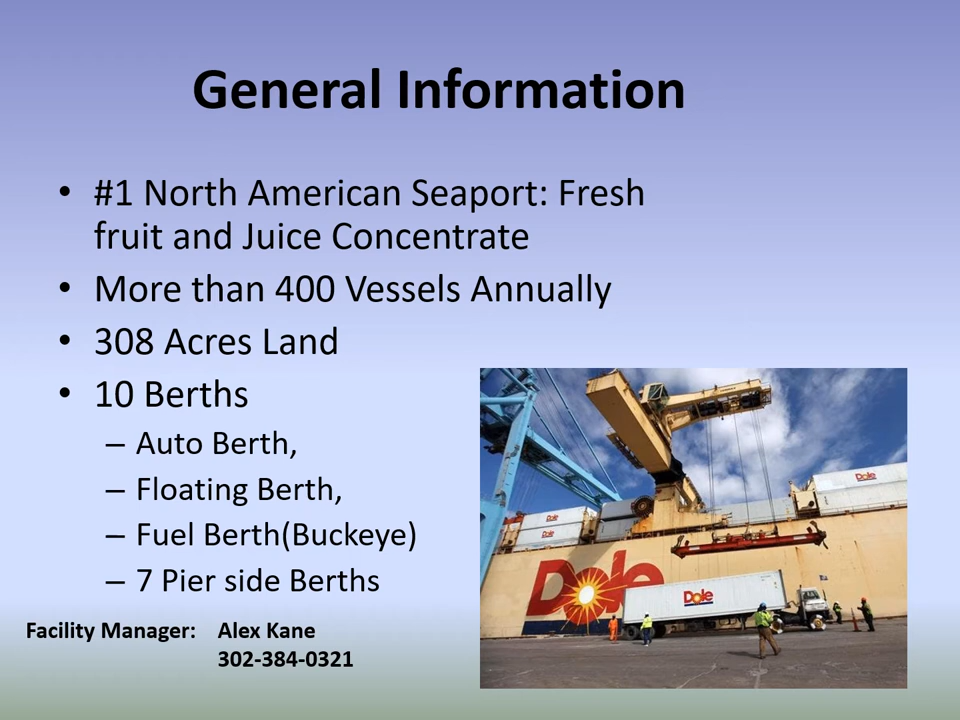 General Information
• #1 North American Seaport: Fresh
fruit and Juice Concentrate
• More than 400 Vessels Annually
• 308 Acres Land
• 10 Berths
– Auto Berth,
– Floating Berth,
– Fuel Berth(Buckeye)
– 7 Pier side Berths
Facility Manager: Alex Kane
302-384-0321
Dole
Dole
Dole
Dole
Dole
Dole